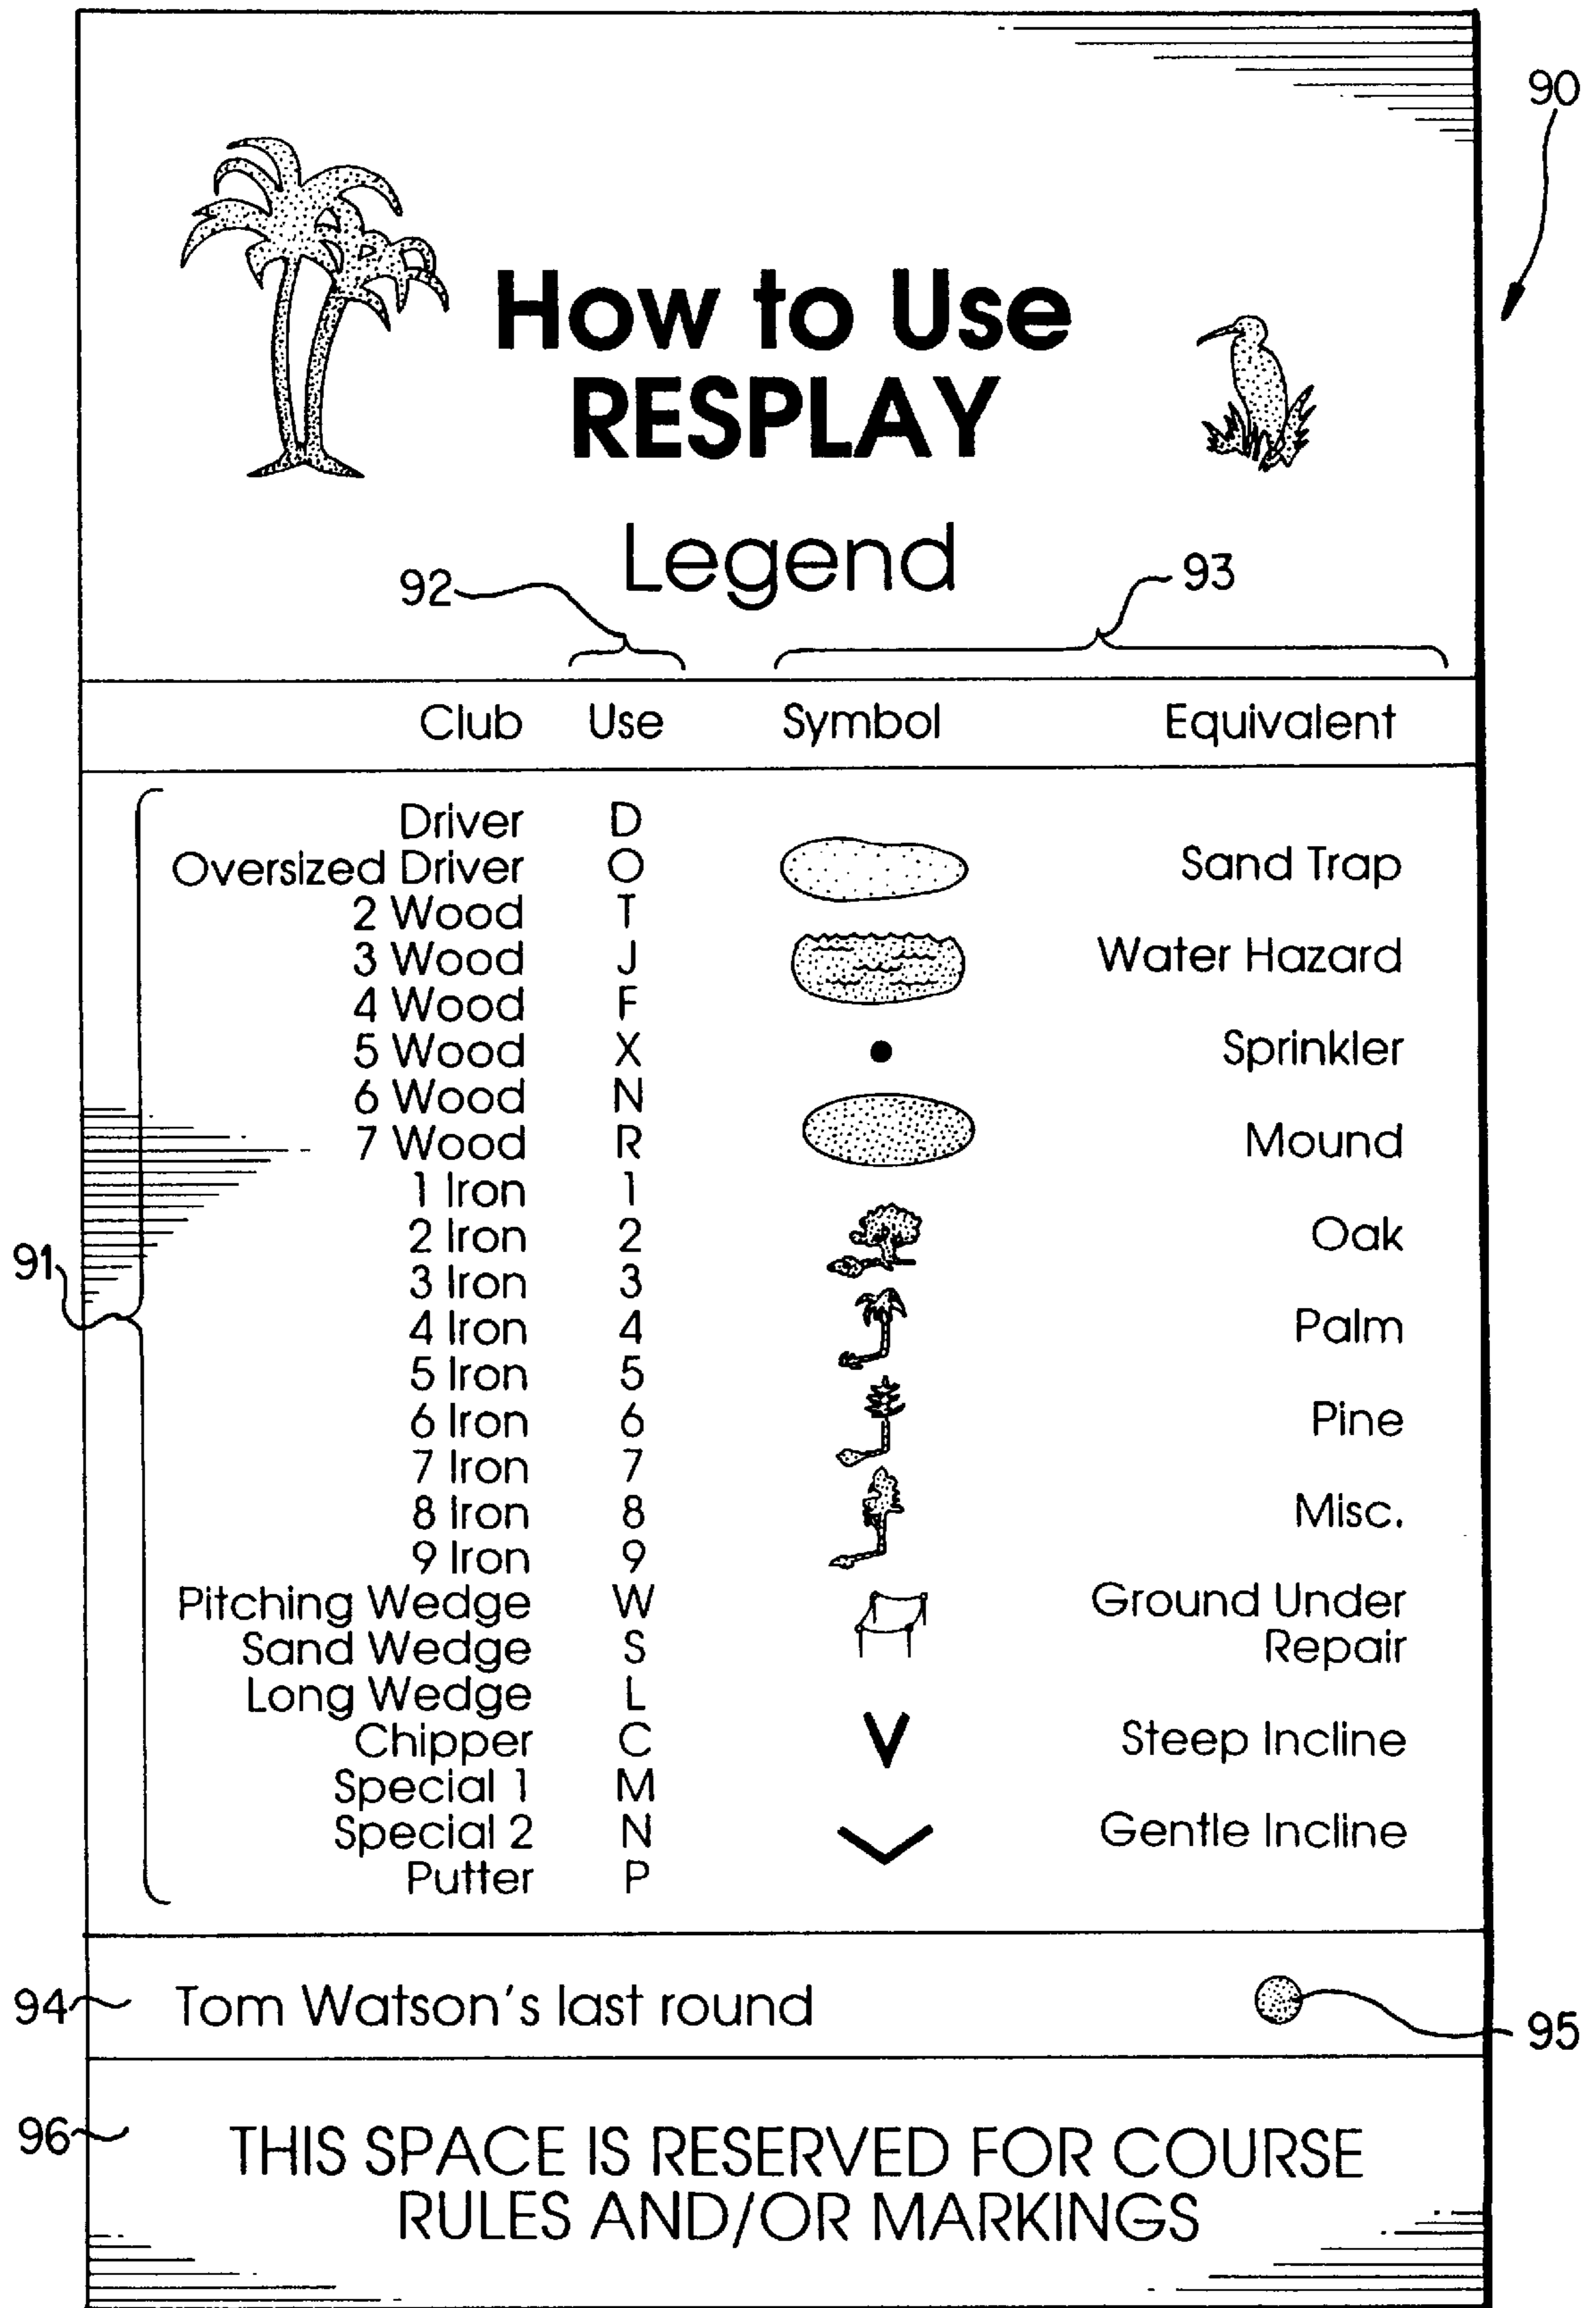 90
How to Use
RESPLAY
Legend
92
93
Club Use Symbol Equivalent
Driver D
Oversized Driver O Sand Trap
2 Wood T
3 Wood J Water Hazard
4 Wood F
5 Wood X Sprinkler
6 Wood N
7 Wood R Mound
1 Iron 1
2 Iron 2 Oak
91
3 Iron 3
4 Iron 4 Palm
5 Iron 5
6 Iron 6 Pine
7 Iron 7
8 Iron 8 Misc.
9 Iron 9
Pitching Wedge W Ground Under
Sand Wedge S Repair
Long Wedge L
Chipper C Steep Incline
Special 1 M
Special 2 N Gentle Incline
Putter P
94 Tom Watson's last round
95
96
THIS SPACE IS RESERVED FOR COURSE
RULES AND/OR MARKINGS